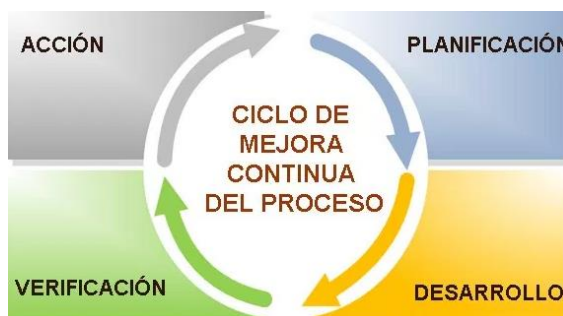 ACCIÓN
PLANIFICACIÓN
CICLO DE
MEJORA
CONTINUA
DEL PROCESO
VERIFICACIÓN
DESARROLLO